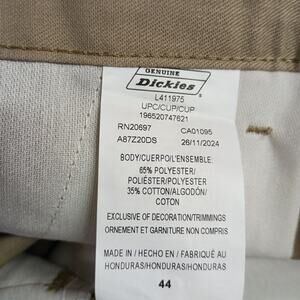 GENUINE
Dickies
L411975
UPC/CUP/CUP
196520747621
RN20697 CA01095
A87Z20DS 26/11/2024
BODY/CUERPO/L'ENSEMBLE:
65% POLYESTER/
POLIÉSTER/POLYESTER
35% COTTON/ALGODÓN/
COTON
EXCLUSIVE OF DECORATION/TRIMMINGS
ORNEMENT ET GARNITURE NON COMPRIS
MADE IN / HECHO EN / FABRIQUÉ AU
HONDURAS/HONDURAS/HONDURAS
44